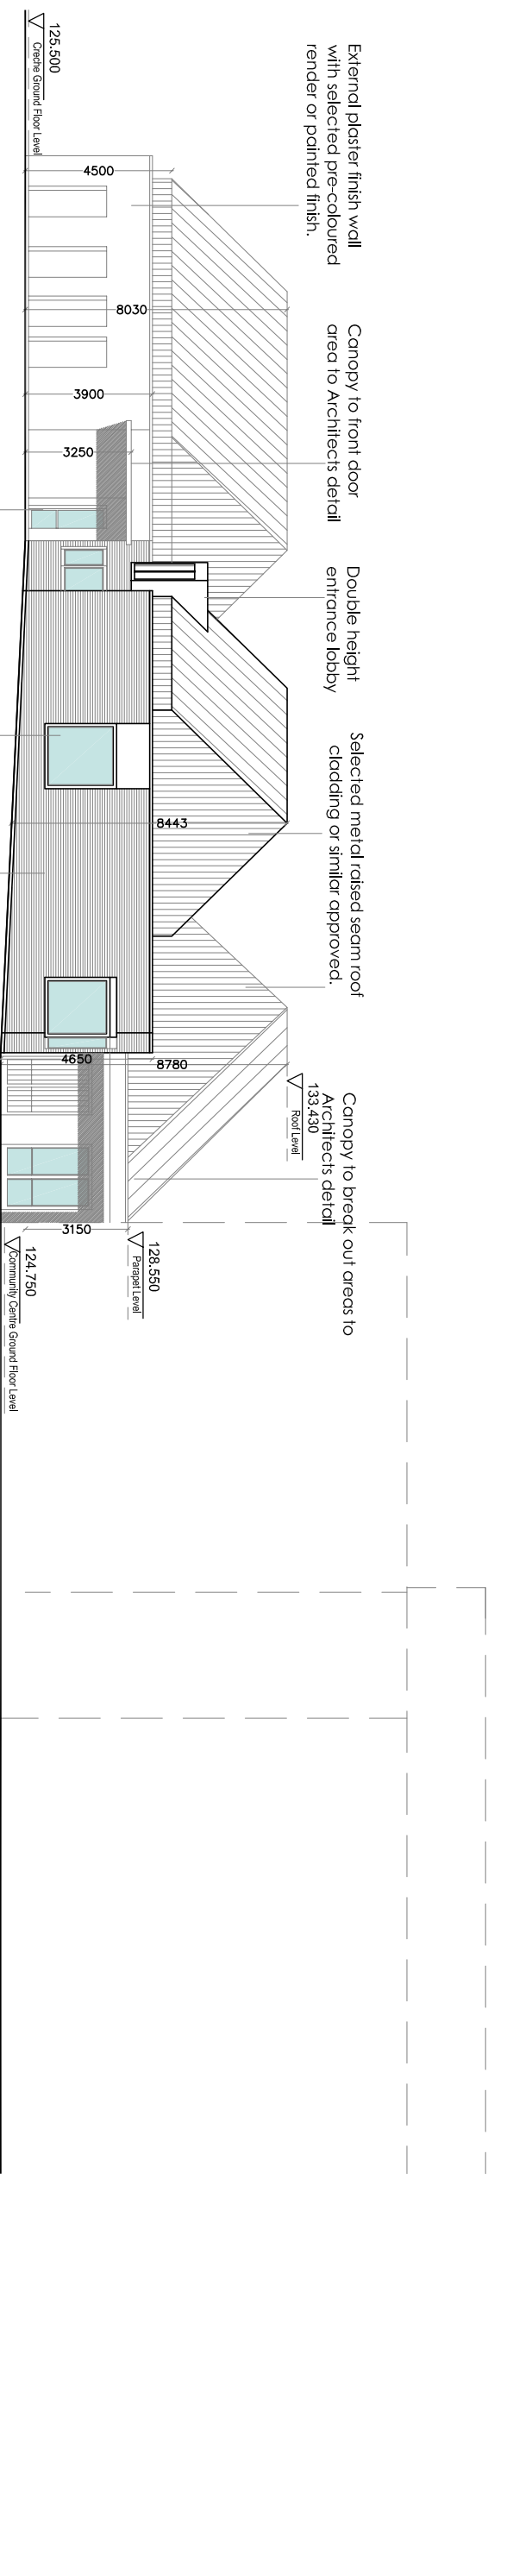 External plaster finish wall
with selected pre-coloured
render or painted finish.
Canopy to front door
area to Architects detail
Double height
entrance lobby
Selected metal raised seam roof
cladding or similar approved.
Canopy to break out areas to
Architects detail
125.500
Creche Ground Floor Level
4500
8030
3900
3250
8443
4650
8780
133.430
Roof Level
3150
128.550
Parapet Level
124.750
Community Centre Ground Floor Level